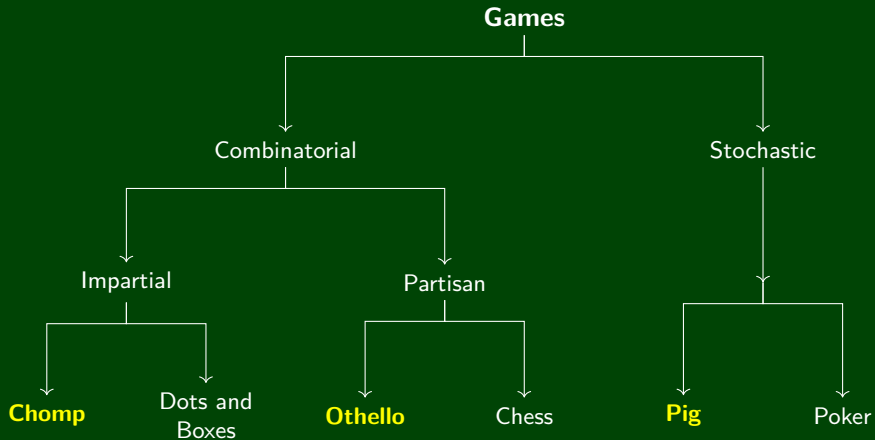 Games
Combinatorial
Stochastic
Impartial
Partisan
Chomp
Dots and
Boxes
Othello
Chess
Pig
Poker